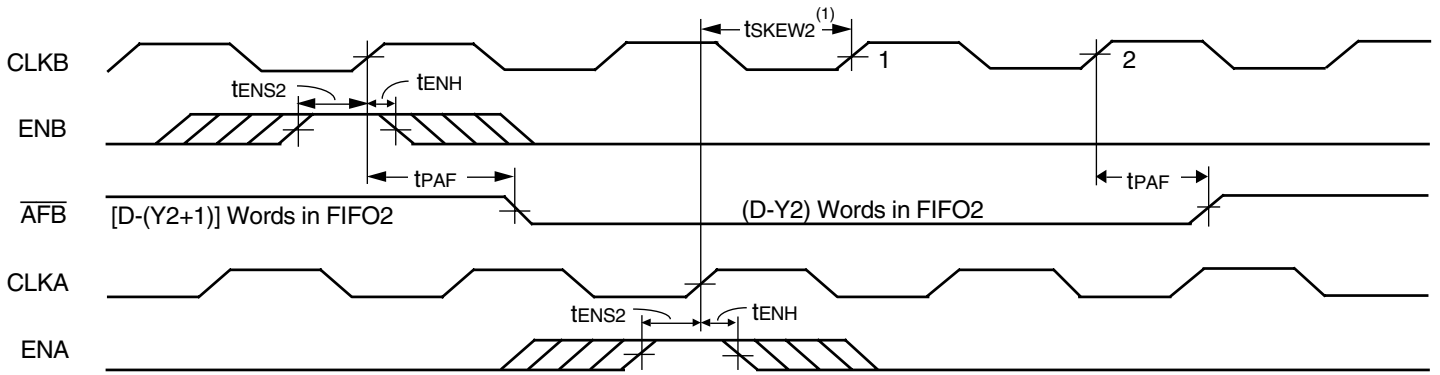 tSKEW2(1)
CLKB 1 2
tENS2 tENH
ENB
tPAF tPAF
AFB [D-(Y2+1)] Words in FIFO2 (D-Y2) Words in FIFO2
CLKA
tENS2 tENH
ENA